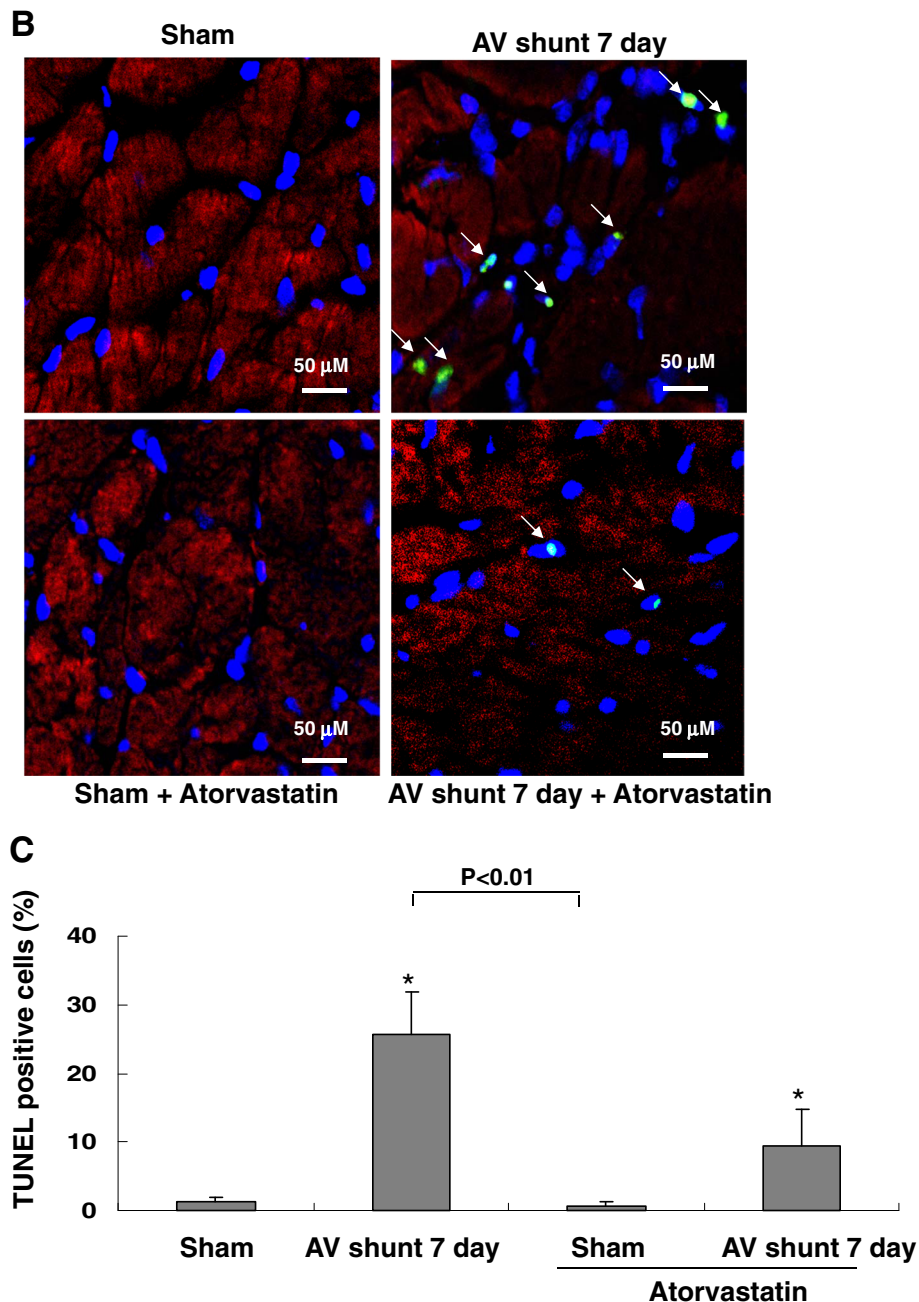 B
Sham
AV shunt 7 day
50 µM
50 µM
50 µM
50 µM
Sham + Atorvastatin
AV shunt 7 day + Atorvastatin
C
P<0.01
TUNEL positive cells (%)
40
30
20
10
0
*
*
Sham
AV shunt 7 day
Sham
AV shunt 7 day
Atorvastatin